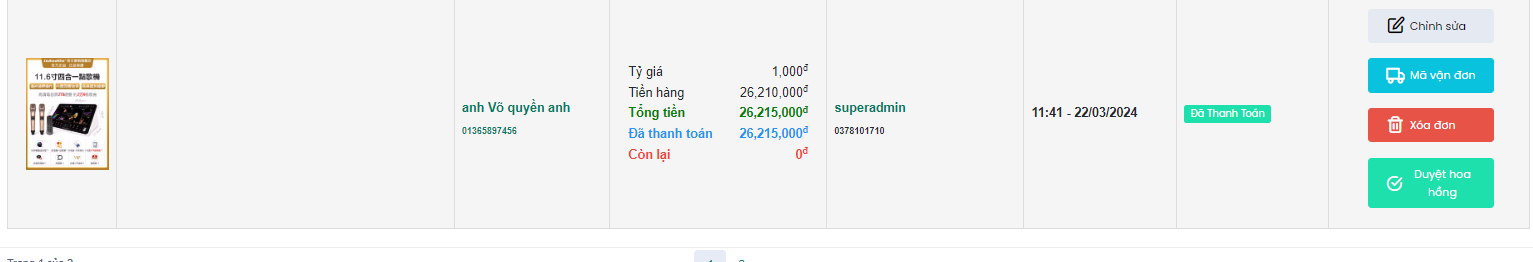 11.6寸四合一點歌機
anh Võ quyền anh
01365897456
Tỷ giá 1,000đ
Tiền hàng 26,210,000đ
Tổng tiền 26,215,000đ
Đã thanh toán 26,215,000đ
Còn lại 0đ
superadmin
0378101710
11:41 - 22/03/2024
Đã Thanh Toán
Chỉnh sửa
Mã vận đơn
Xóa đơn
Duyệt hoa
hồng